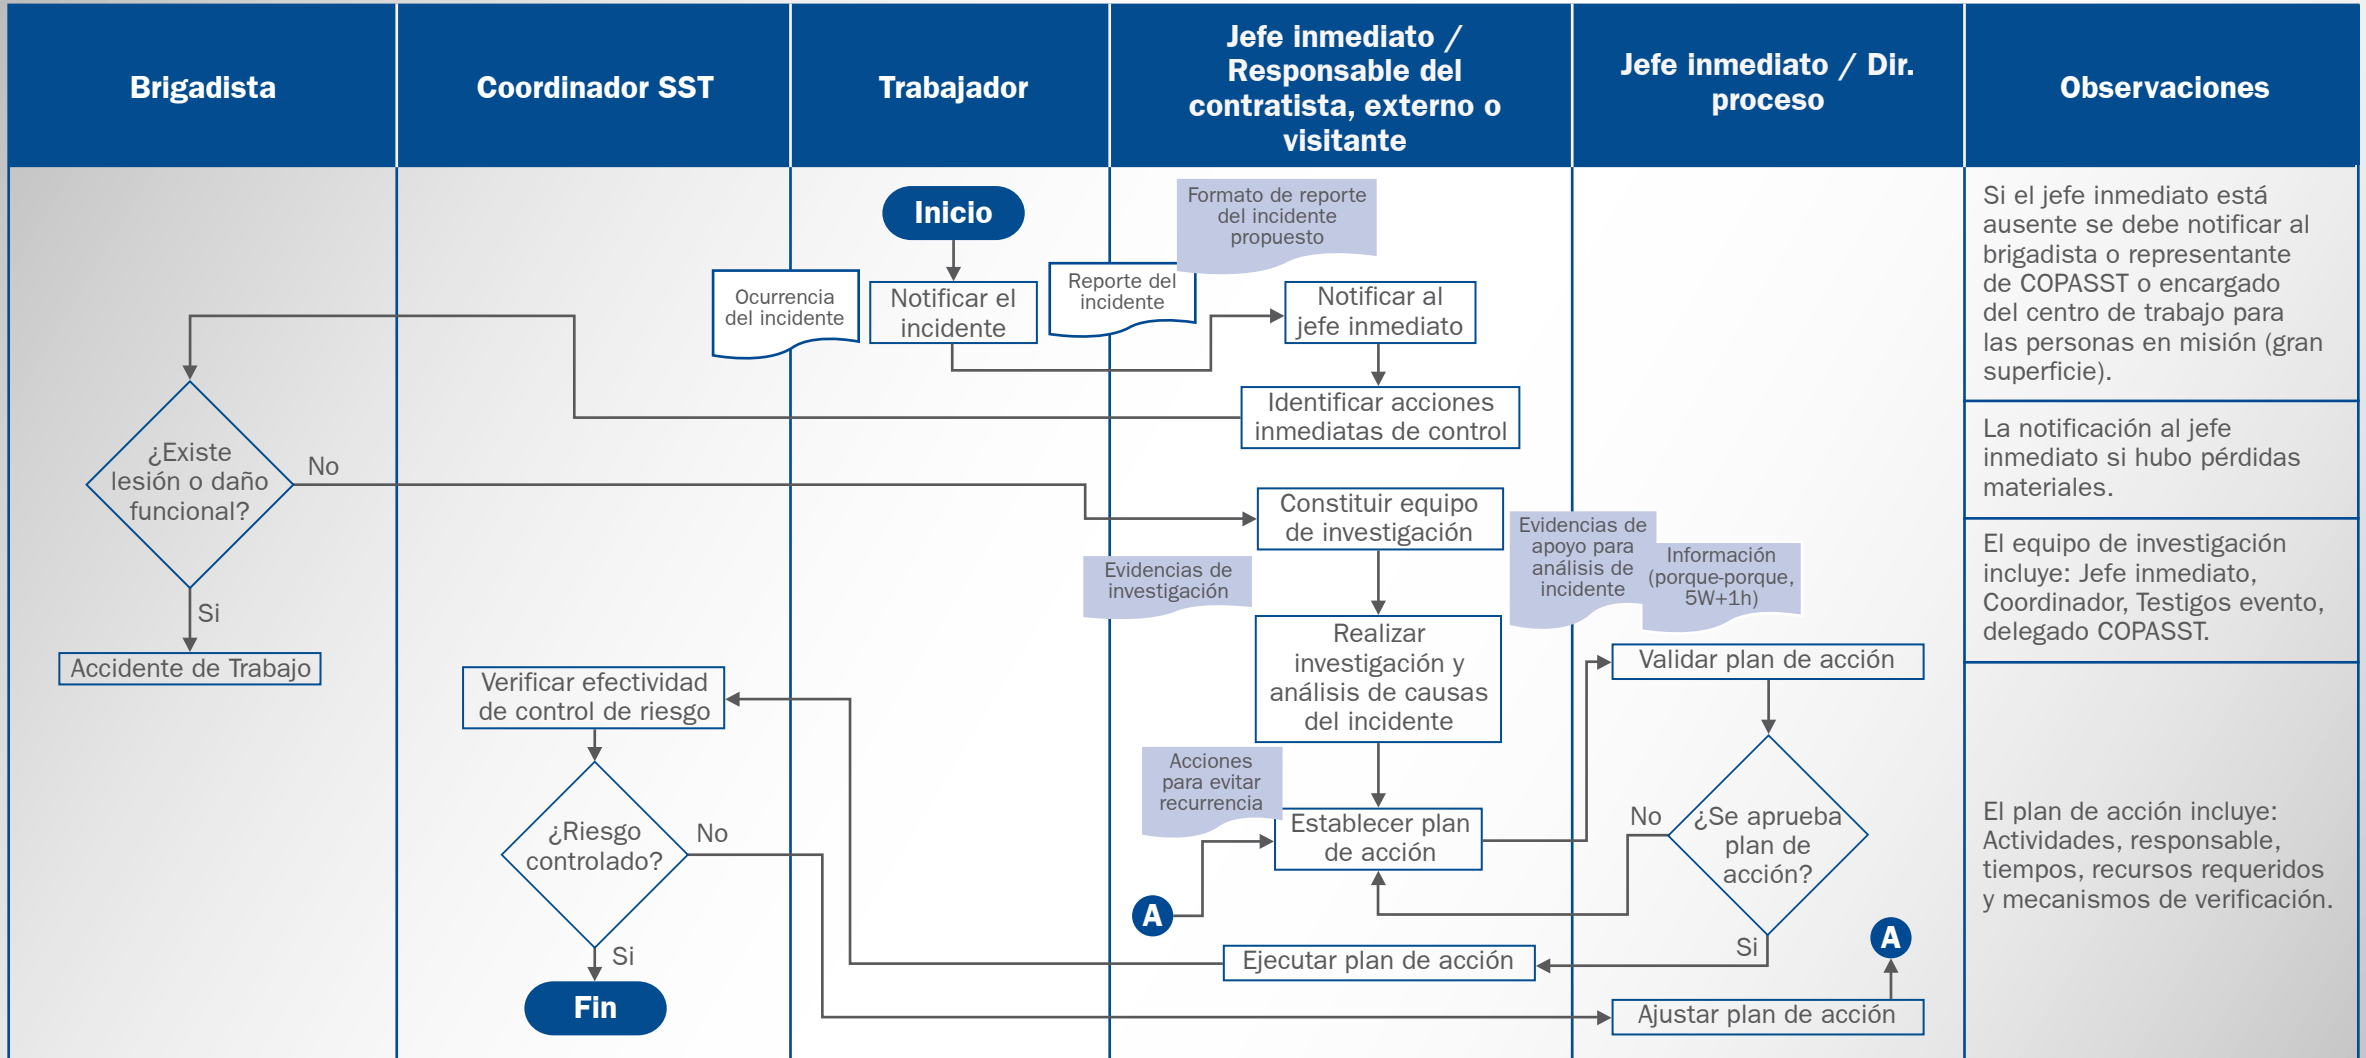 Brigadista
Coordinador SST
Trabajador
Jefe inmediato /
Responsable del
contratista, externo o
visitante
Jefe inmediato / Dir.
proceso
Observaciones
Inicio
Formato de reporte
del incidente
propuesto
Ocurrencia
del incidente
Notificar el
incidente
Reporte del
incidente
Notificar al
jefe inmediato
Identificar acciones
inmediatas de control
¿Existe
lesión o daño
funcional?
No
Si
Accidente de Trabajo
Constituir equipo
de investigación
Evidencias de
investigación
Evidencias de
apoyo para
análisis de
incidente
Información
(porque-porque,
5W+1h)
Realizar
investigación y
análisis de causas
del incidente
Validar plan de acción
Verificar efectividad
de control de riesgo
Acciones
para evitar
recurrencia
Establecer plan
de acción
No
¿Se aprueba
plan de
acción?
Si
¿Riesgo
controlado?
No
Si
Fin
A
Ejecutar plan de acción
A
Ajustar plan de acción
Si el jefe inmediato está
ausente se debe notificar al
brigadista o representante
de COPASST o encargado
del centro de trabajo para
las personas en misión (gran
superficie).
La notificación al jefe
inmediato si hubo pérdidas
materiales.
El equipo de investigación
incluye: Jefe inmediato,
Coordinador, Testigos evento,
delegado COPASST.
El plan de acción incluye:
Actividades, responsable,
tiempos, recursos requeridos
y mecanismos de verificación.